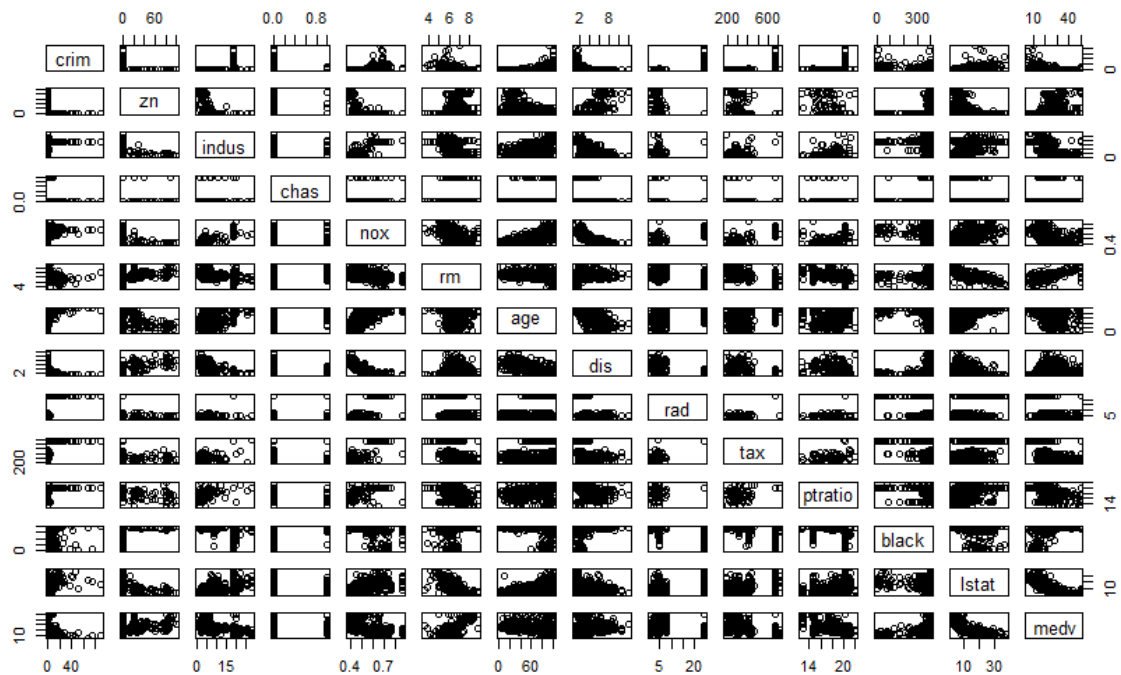 0 60 0.0 0.8 4 6 8 2 8 200 600 0 300 10 40
crim 0
0 zn
indus 0
0.0 chas
nox 0.4
4 rm
age 0
2 dis
rad 5
200 tax
ptratio 14
0 black
lstat 10
10 medv
0 40 0 15 0.4 0.7 0 60 5 20 14 20 10 30